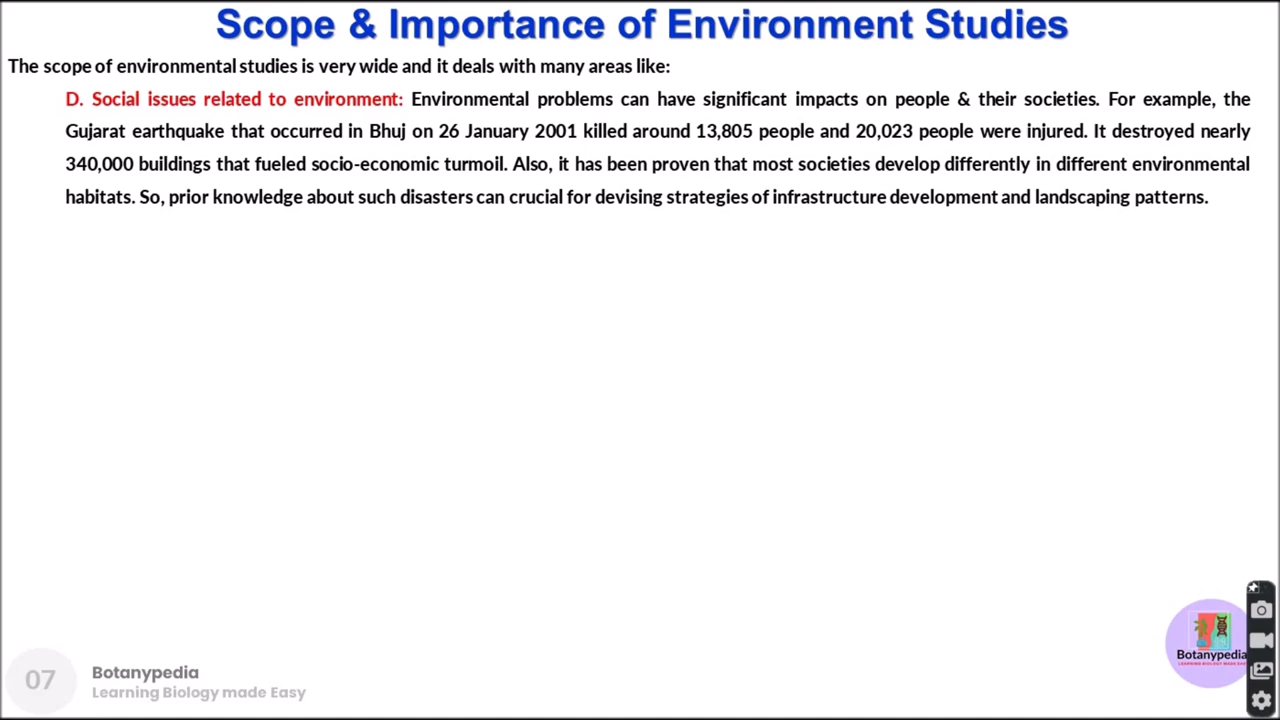 Scope & Importance of Environment Studies
The scope of environmental studies is very wide and it deals with many areas like:
D. Social issues related to environment: Environmental problems can have significant impacts on people & their societies. For example, the
Gujarat earthquake that occurred in Bhuj on 26 January 2001 killed around 13,805 people and 20,023 people were injured. It destroyed nearly
340,000 buildings that fueled socio-economic turmoil. Also, it has been proven that most societies develop differently in different environmental
habitats. So, prior knowledge about such disasters can crucial for devising strategies of infrastructure development and landscaping patterns.
07
Botanypedia
Learning Biology made Easy
Botanypedia
LEARNING BIOLOGY MADE EASY